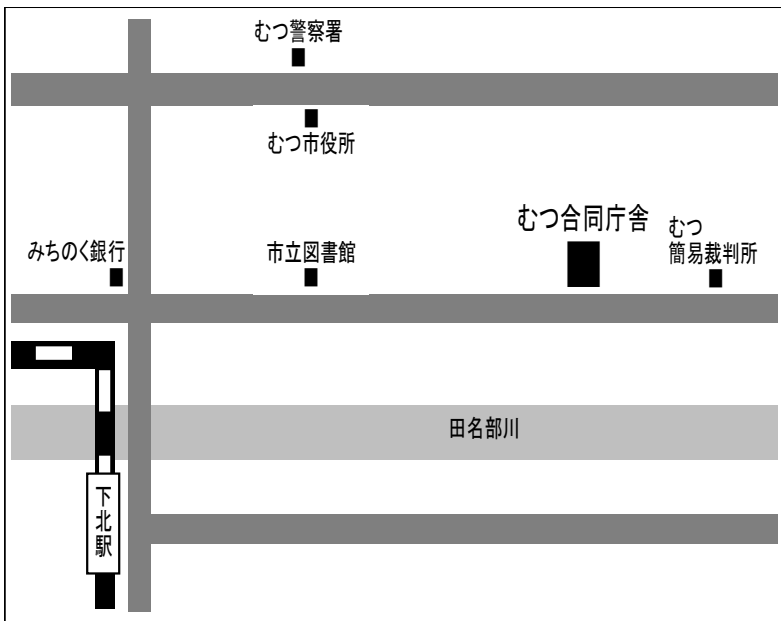 むつ警察署
むつ市役所
むつ合同庁舎
むつ
簡易裁判所
みちのく銀行
市立図書館
田名部川
下北駅